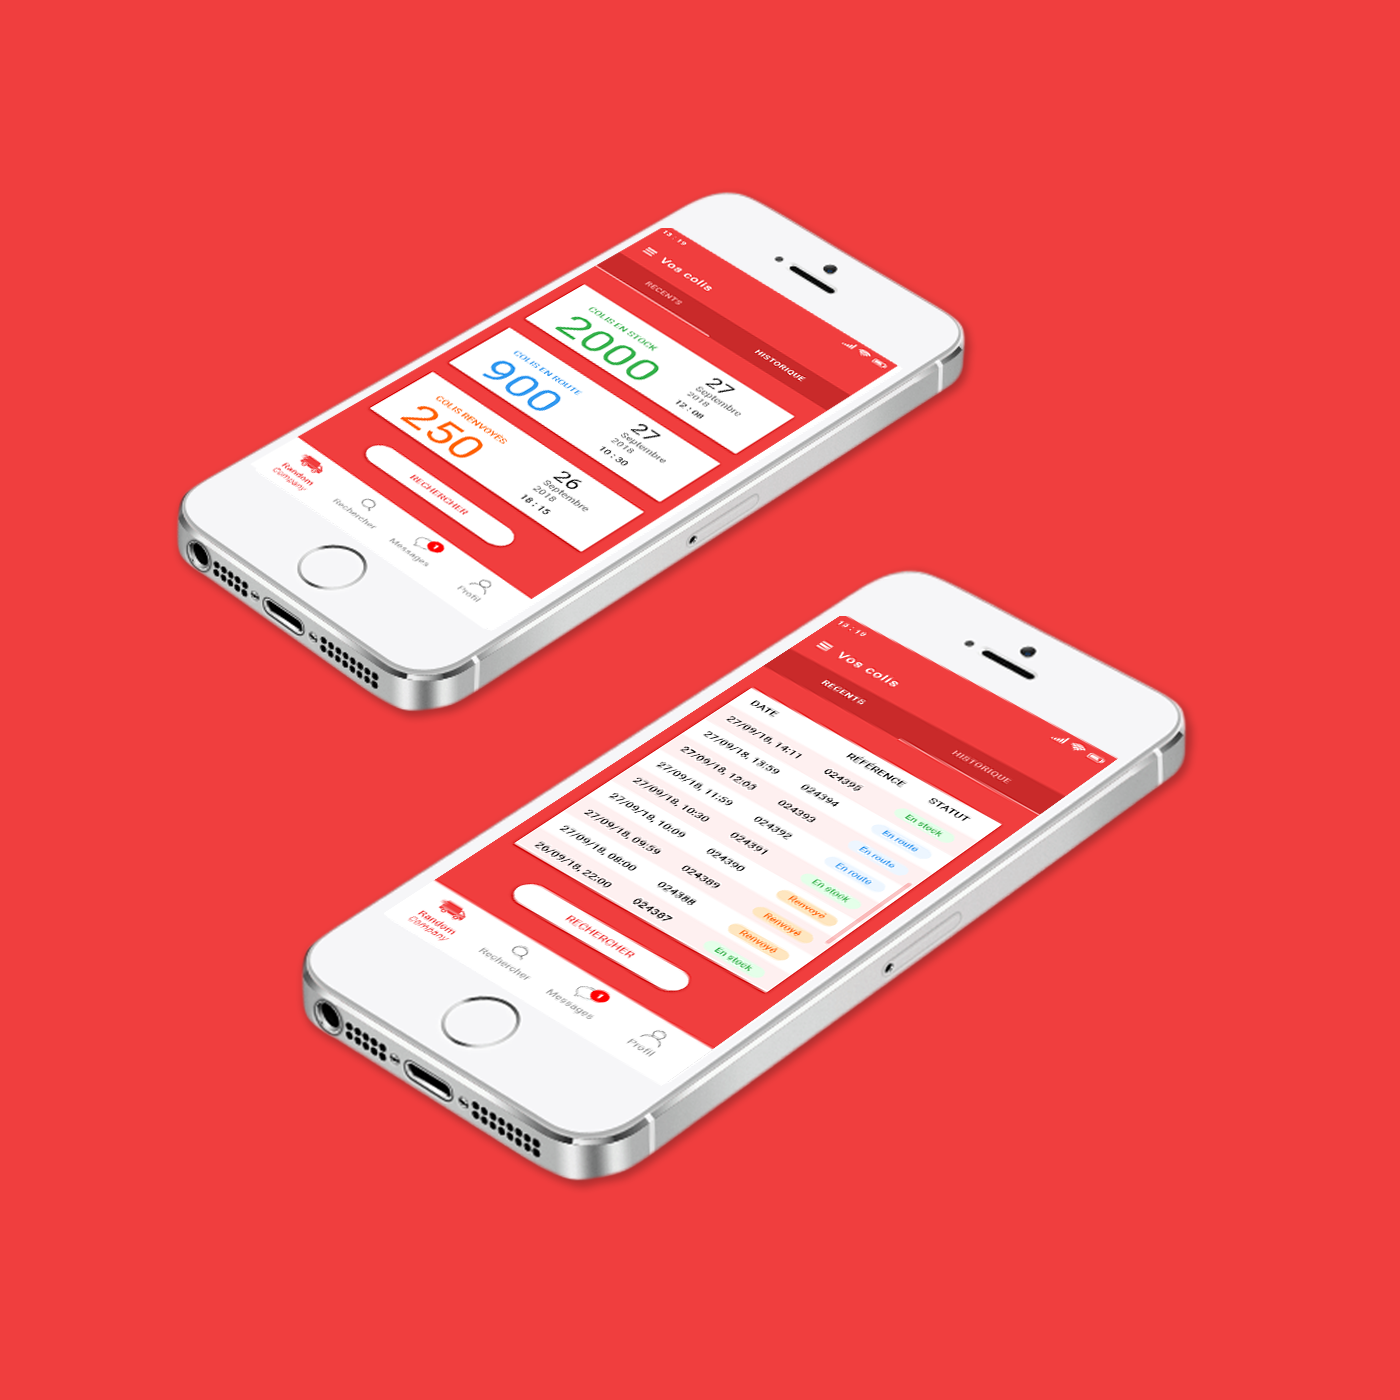 13 : 19
Vos colis
RECENTS
HISTORIQUE
COLIS EN STOCK
2000
27
Septembre
2018
12 : 08
COLIS EN ROUTE
900
27
Septembre
2018
10 : 30
COLIS RENVOYÉS
250
26
Septembre
2018
18 : 15
RECHERCHER
Random
Company
Rechercher
Messages
1
Profil
13 : 19
Vos colis
RECENTS
HISTORIQUE
DATE RÉFÉRENCE STATUT
27/09/18, 14:11 024395 En stock
27/09/18, 13:59 024394 En route
27/09/18, 12:03 024393 En route
27/09/18, 11:59 024392 En route
27/09/18, 10:30 024391 En stock
27/09/18, 10:09 024390 Renvoyé
27/09/18, 09:59 024389 Renvoyé
27/09/18, 08:00 024388 Renvoyé
26/09/18, 22:00 024387 En stock
RECHERCHER
Random
Company
Rechercher
Messages
1
Profil